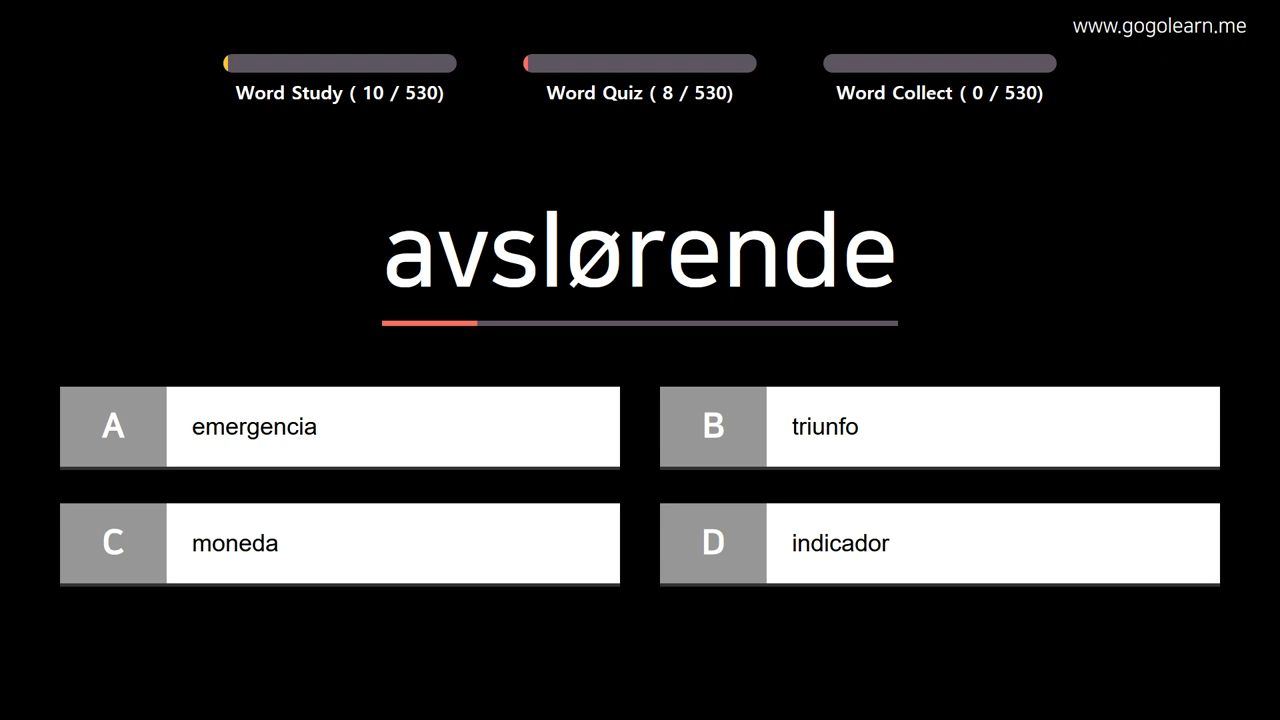 www.gogolearn.me
Word Study ( 10 / 530)
Word Quiz ( 8 / 530)
Word Collect ( 0 / 530)
avslørende
A emergencia
B triunfo
C moneda
D indicador